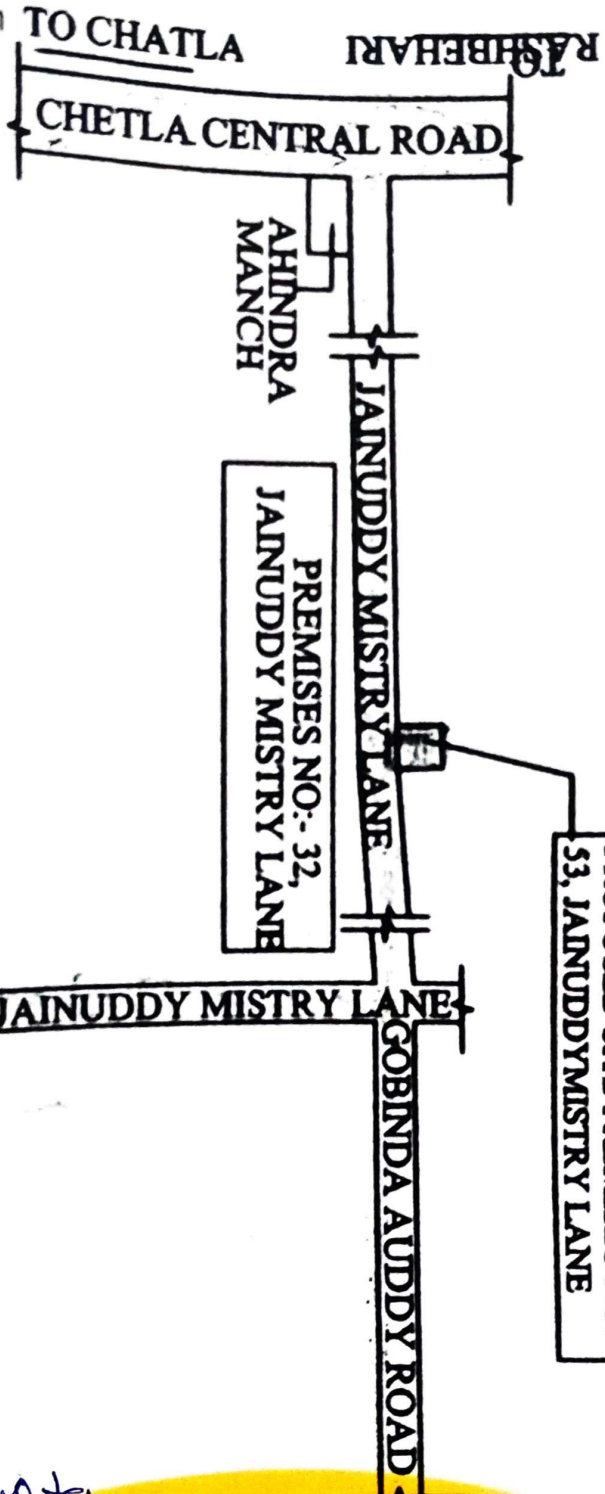 TO CHATLA
TO
RASHBEHARI
CHETLA CENTRAL ROAD
AHINDRA
MANCH
JAINUDDY MISTRY LANE
PREMISES NO:- 32,
JAINUDDY MISTRY LANE
53, JAINUDDYMISTRY LANE
JAINUDDY MISTRY LANE
GOBINDA AUDDY ROAD